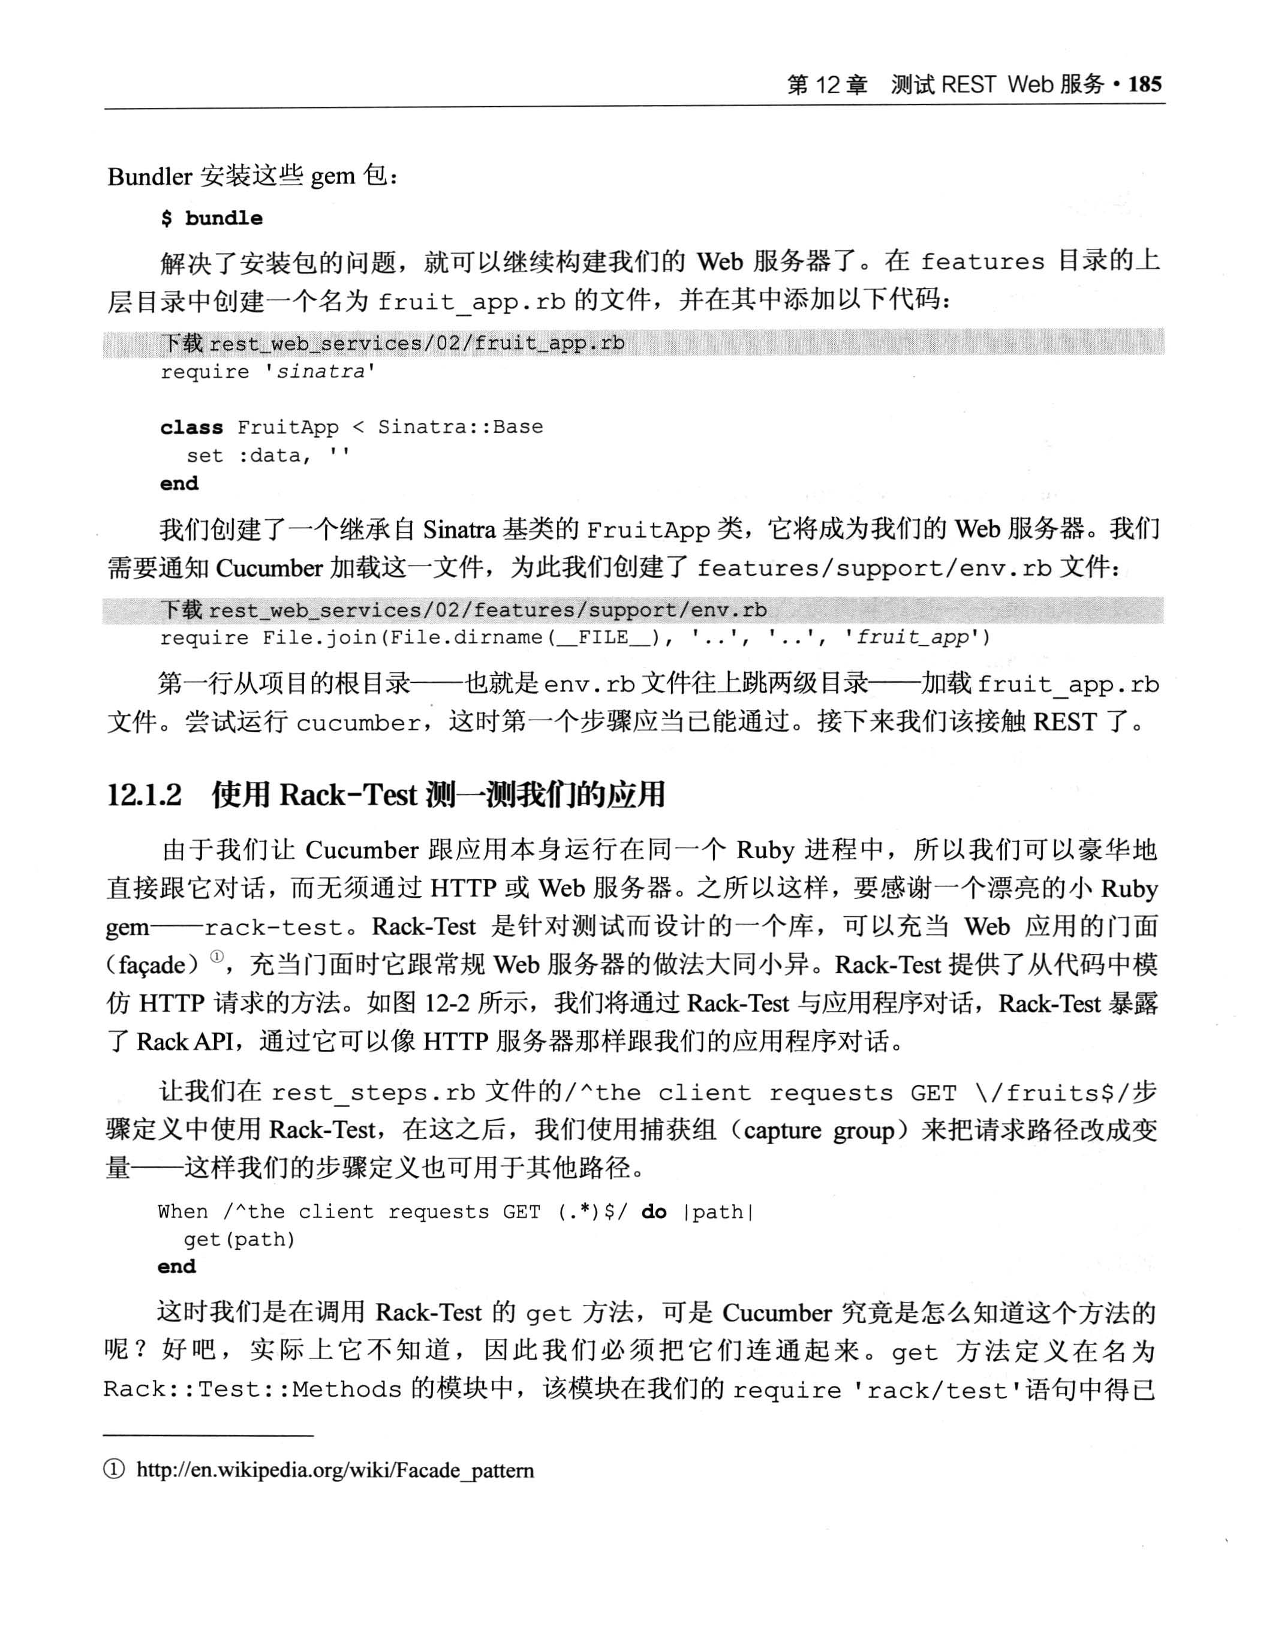 第 12 章　测试 REST Web 服务 · 185
Bundler 安装这些 gem 包：
$ bundle
解决了安装包的问题，就可以继续构建我们的 Web 服务器了。在 features 目录的上
层目录中创建一个名为 fruit_app.rb 的文件，并在其中添加以下代码：
下载 rest_web_services/02/fruit_app.rb
require 'sinatra'
class FruitApp < Sinatra::Base
  set :data, ''
end
我们创建了一个继承自 Sinatra 基类的 FruitApp 类，它将成为我们的 Web 服务器。我们
需要通知 Cucumber 加载这一文件，为此我们创建了 features/support/env.rb 文件：
下载 rest_web_services/02/features/support/env.rb
require File.join(File.dirname(__FILE__), '..', '..', 'fruit_app')
第一行从项目的根目录——也就是 env.rb 文件往上跳两级目录——加载 fruit_app.rb
文件。尝试运行 cucumber，这时第一个步骤应当已能通过。接下来我们该接触 REST 了。
12.1.2　使用 Rack-Test 测一测我们的应用
由于我们让 Cucumber 跟应用本身运行在同一个 Ruby 进程中，所以我们可以豪华地
直接跟它对话，而无须通过 HTTP 或 Web 服务器。之所以这样，要感谢一个漂亮的小 Ruby
gem——rack-test。Rack-Test 是针对测试而设计的一个库，可以充当 Web 应用的门面
（façade）①，充当门面时它跟常规 Web 服务器的做法大同小异。Rack-Test 提供了从代码中模
仿 HTTP 请求的方法。如图 12-2 所示，我们将通过 Rack-Test 与应用程序对话，Rack-Test 暴露
了 Rack API，通过它可以像 HTTP 服务器那样跟我们的应用程序对话。
让我们在 rest_steps.rb 文件的/^the client requests GET \/fruits$/步
骤定义中使用 Rack-Test，在这之后，我们使用捕获组（capture group）来把请求路径改成变
量——这样我们的步骤定义也可用于其他路径。
When /^the client requests GET (.*)$/ do |path|
  get(path)
end
这时我们是在调用 Rack-Test 的 get 方法，可是 Cucumber 究竟是怎么知道这个方法的
呢？好吧，实际上它不知道，因此我们必须把它们连通起来。get 方法定义在名为
Rack::Test::Methods 的模块中，该模块在我们的 require 'rack/test'语句中得已
① http://en.wikipedia.org/wiki/Facade_pattern